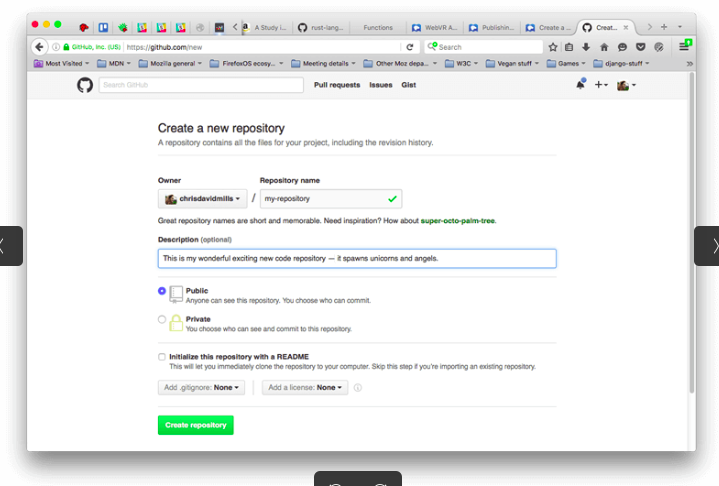 A Study i...
rust-lang...
Functions
WebVR A...
Publishin...
Create a ...
Creat...
GitHub, Inc. (US)
https://github.com/new
Search
Most Visited
MDN
Mozilla general
FirefoxOS ecosy...
Meeting details
Other Moz depa...
W3C
Vegan stuff
Games
django-stuff
Search GitHub
Pull requests
Issues
Gist
Create a new repository
A repository contains all the files for your project, including the revision history.
Owner
Repository name
chrisdavidmills
/
my-repository
Great repository names are short and memorable. Need inspiration? How about super-octo-palm-tree.
Description (optional)
This is my wonderful exciting new code repository — it spawns unicorns and angels.
Public
Anyone can see this repository. You choose who can commit.
Private
You choose who can see and commit to this repository.
Initialize this repository with a README
This will let you immediately clone the repository to your computer. Skip this step if you're importing an existing repository.
Add .gitignore: None
Add a license: None
Create repository